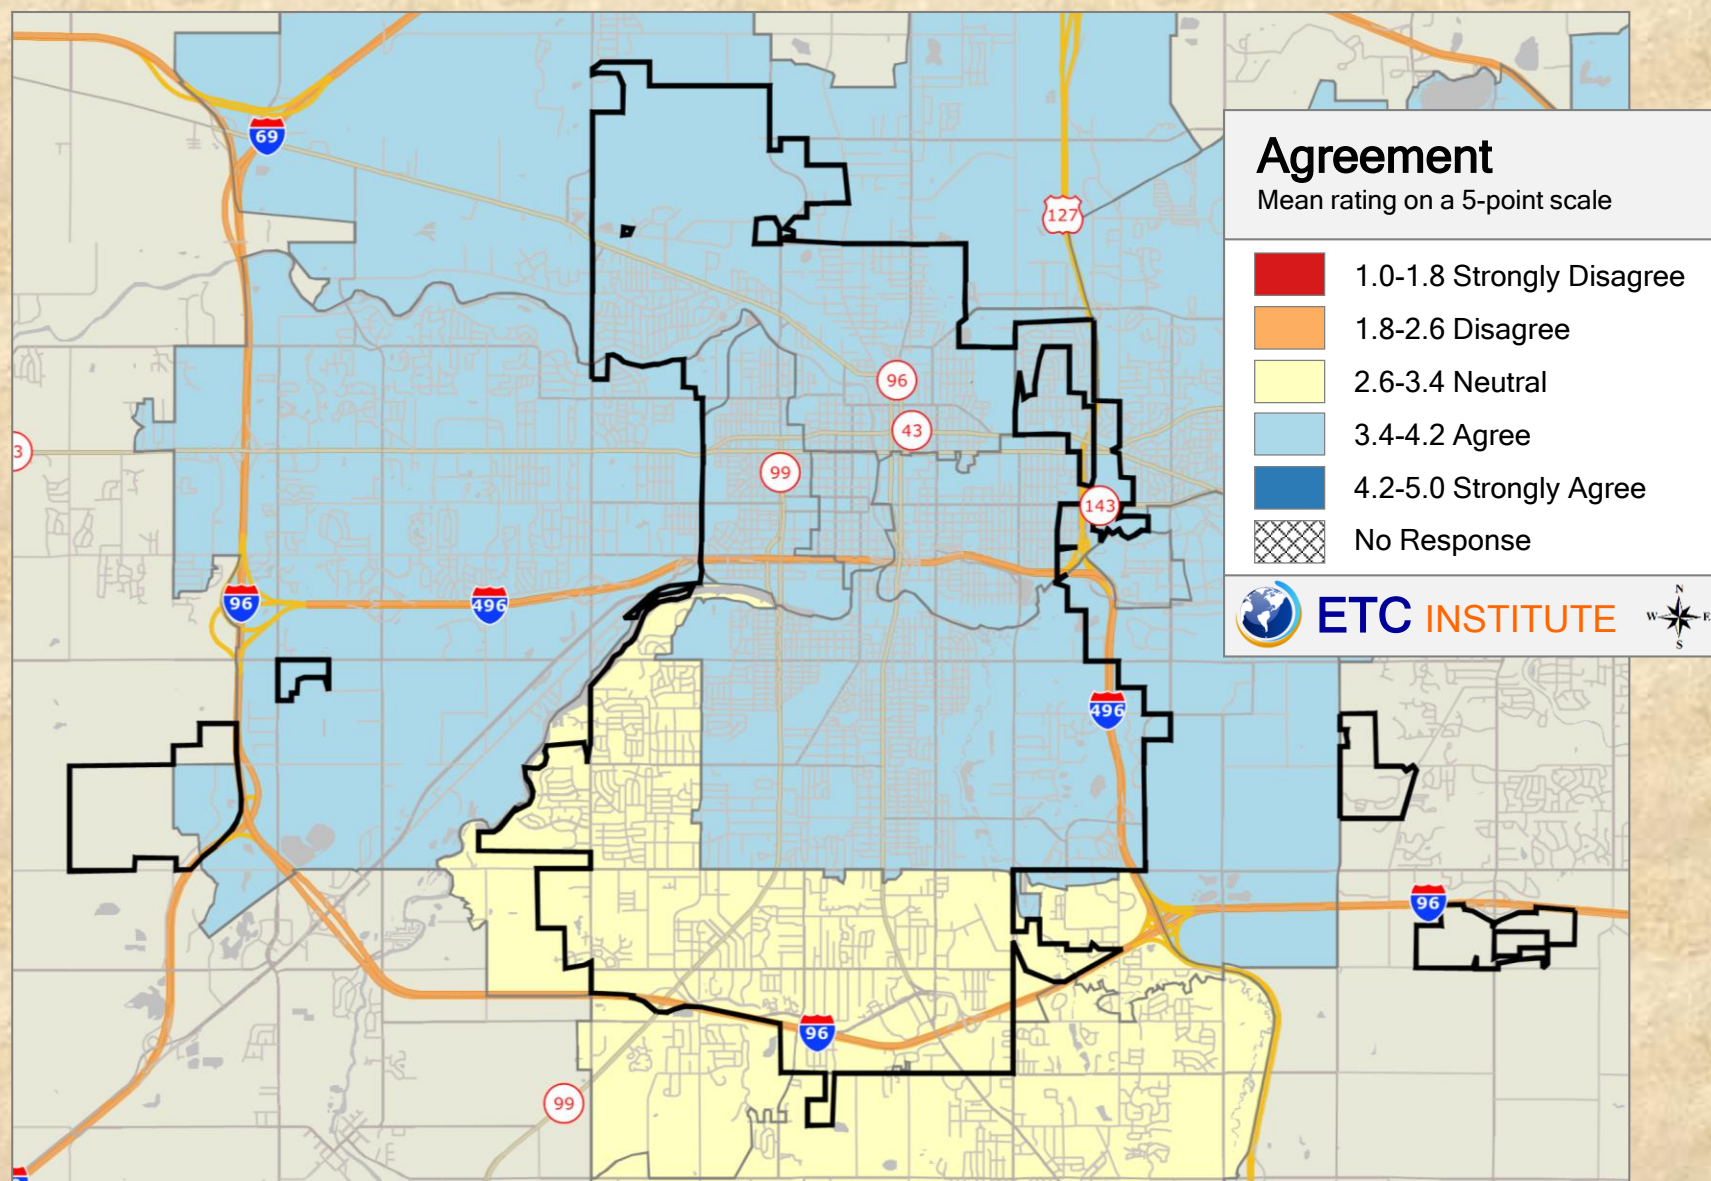 69
127
Agreement
Mean rating on a 5-point scale
1.0-1.8 Strongly Disagree
1.8-2.6 Disagree
2.6-3.4 Neutral
3.4-4.2 Agree
4.2-5.0 Strongly Agree
No Response
ETC INSTITUTE
N
W
E
S
96
43
3
99
143
96
496
496
96
96
99